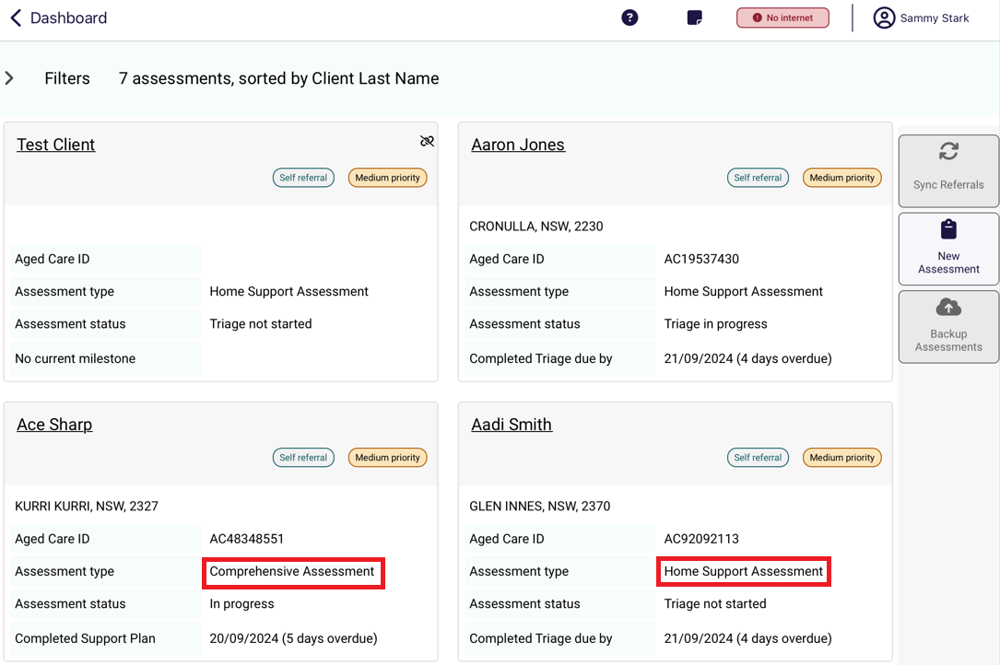 Dashboard
?
No internet
Sammy Stark
Filters
7 assessments, sorted by Client Last Name
Test Client
Self referral
Medium priority
Aged Care ID
Assessment type
Home Support Assessment
Assessment status
Triage not started
No current milestone
Aaron Jones
Self referral
Medium priority
CRONULLA, NSW, 2230
Aged Care ID
AC19537430
Assessment type
Home Support Assessment
Assessment status
Triage in progress
Completed Triage due by
21/09/2024 (4 days overdue)
Sync Referrals
New
Assessment
Backup
Assessments
Ace Sharp
Self referral
Medium priority
KURRI KURRI, NSW, 2327
Aged Care ID
AC48348551
Assessment type
Comprehensive Assessment
Assessment status
In progress
Completed Support Plan
20/09/2024 (5 days overdue)
Aadi Smith
Self referral
Medium priority
GLEN INNES, NSW, 2370
Aged Care ID
AC92092113
Assessment type
Home Support Assessment
Assessment status
Triage not started
Completed Triage due by
21/09/2024 (4 days overdue)